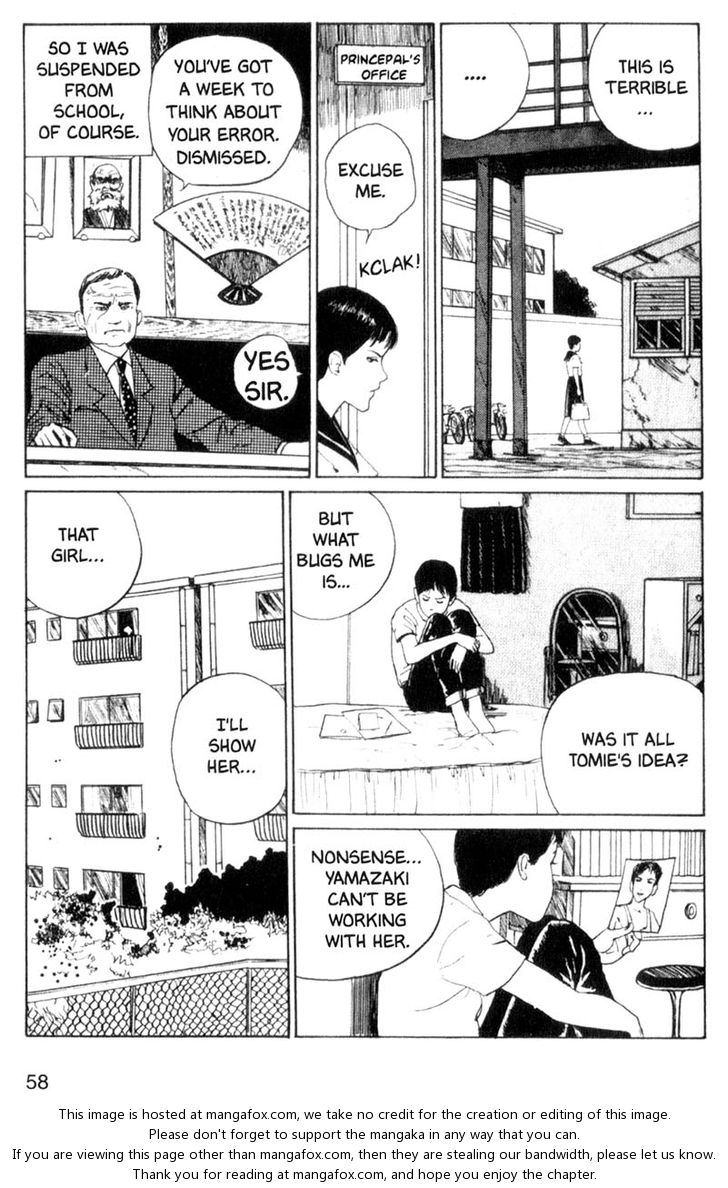 SO I WAS
SUSPENDED
FROM
SCHOOL,
OF COURSE.
YOU'VE GOT
A WEEK TO
THINK ABOUT
YOUR ERROR.
DISMISSED.
YES
SIR.
PRINCEPAL'S
OFFICE
EXCUSE
ME.
KCLAK!
....
THIS IS
TERRIBLE
...
THAT
GIRL...
I'LL
SHOW
HER...
BUT
WHAT
BUGS ME
IS...
WAS IT ALL
TOMIE'S IDEA?
NONSENSE...
YAMAZAKI
CAN'T BE
WORKING
WITH HER.
58
This image is hosted at mangafox.com, we take no credit for the creation or editing of this image.
Please don't forget to support the mangaka in any way that you can.
If you are viewing this page other than mangafox.com, then they are stealing our bandwidth, please let us know.
Thank you for reading at mangafox.com, and hope you enjoy the chapter.